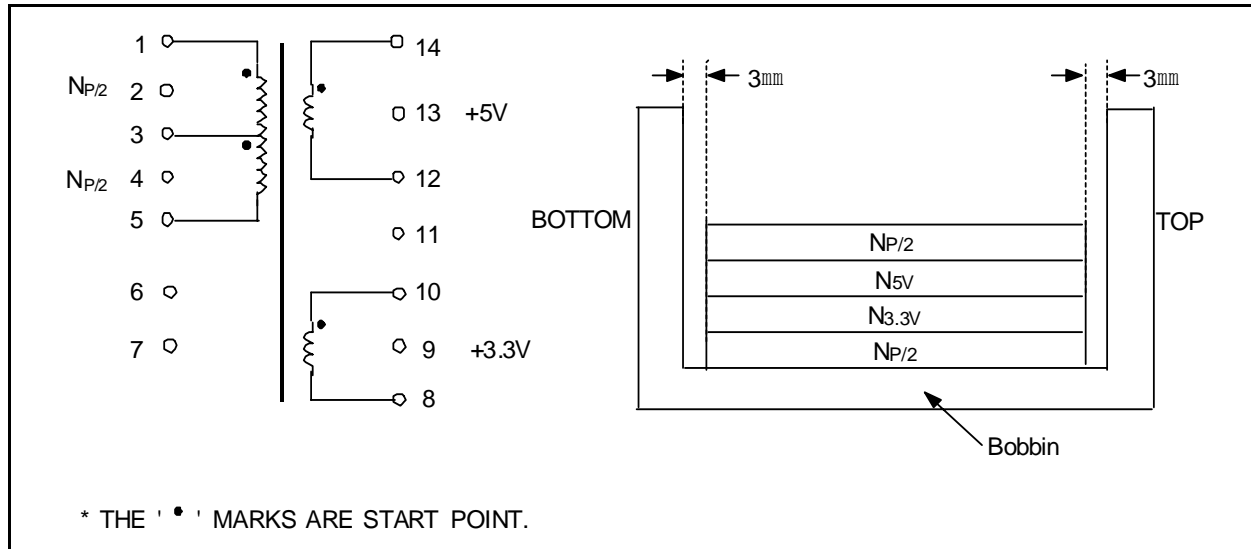 1
NP/2 2
3
NP/2 4
5
6
7
14
13 +5V
12
11
10
9 +3.3V
8
3㎜
3㎜
BOTTOM
TOP
NP/2
N5V
N3.3V
NP/2
Bobbin
* THE ' • ' MARKS ARE START POINT.